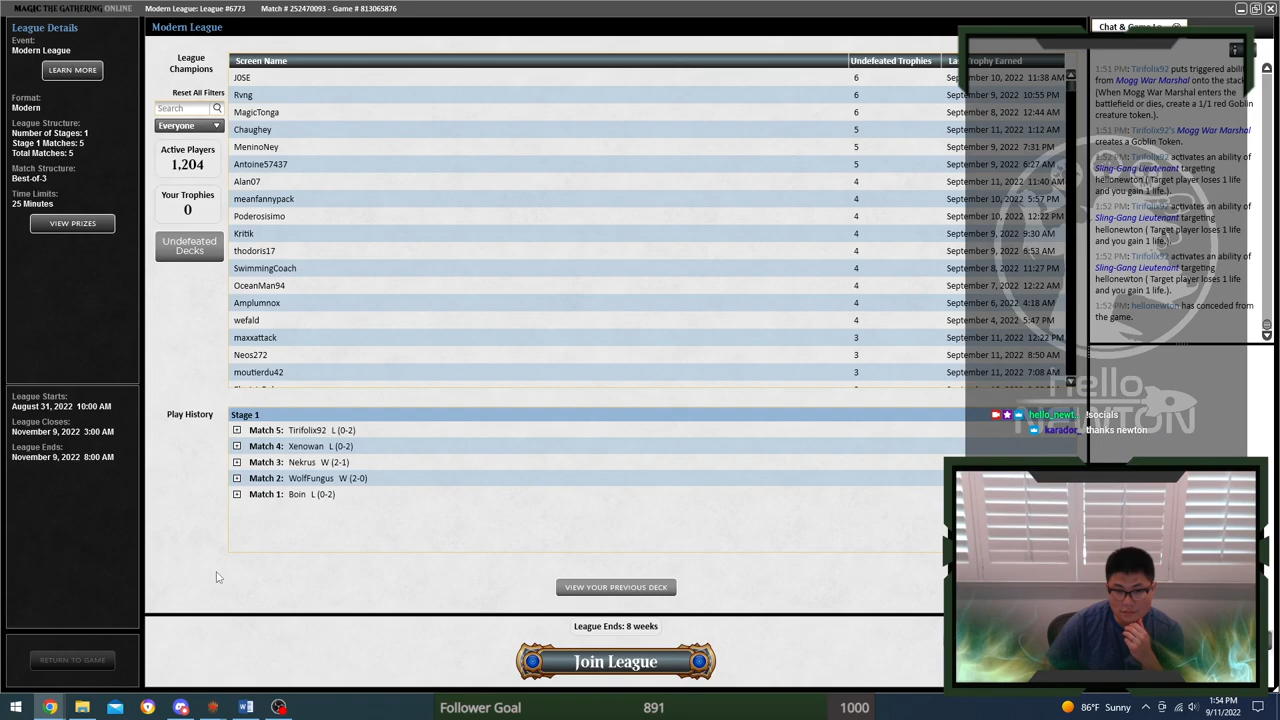 MAGIC THE GATHERING ONLINE
Modern League: League #6773
Match # 252470093 - Game # 813065876
League Details
Event:
Modern League
LEARN MORE
Format:
Modern
League Structure:
Number of Stages: 1
Stage 1 Matches: 5
Total Matches: 5
Match Structure:
Best-of-3
Time Limits:
25 Minutes
VIEW PRIZES
League Starts:
August 31, 2022 10:00 AM
League Closes:
November 9, 2022 3:00 AM
League Ends:
November 9, 2022 8:00 AM
RETURN TO GAME
Modern League
League
Champions
Reset All Filters
Search
Everyone
Active Players
1,204
Your Trophies
0
Undefeated
Decks
Screen Name Undefeated Trophies Last Trophy Earned
J0SE 6 September 10, 2022 11:38 AM
Rvng 6 September 9, 2022 10:55 PM
MagicTonga 6 September 8, 2022 12:44 AM
Chaughey 5 September 11, 2022 1:12 AM
MeninoNey 5 September 9, 2022 7:31 PM
Antoine57437 5 September 9, 2022 6:27 AM
Alan07 4 September 11, 2022 11:40 AM
meanfannypack 4 September 10, 2022 5:57 PM
Poderosisimo 4 September 10, 2022 12:22 PM
Kritik 4 September 9, 2022 9:30 AM
thodoris17 4 September 9, 2022 6:53 AM
SwimmingCoach 4 September 8, 2022 11:27 PM
OceanMan94 4 September 7, 2022 12:22 AM
Amplumnox 4 September 6, 2022 4:18 AM
wefald 4 September 4, 2022 5:47 PM
maxxattack 3 September 11, 2022 12:22 PM
Neos272 3 September 11, 2022 8:50 AM
moutierdu42 3 September 11, 2022 7:08 AM
Play History
Stage 1
Match 5: Tirifolix92 L (0-2)
Match 4: Xenowan L (0-2)
Match 3: Nekrus W (2-1)
Match 2: WolfFungus W (2-0)
Match 1: Boin L (0-2)
VIEW YOUR PREVIOUS DECK
League Ends: 8 weeks
Join League
Chat & Game Lo
1:51 PM: Tirifolix92 puts triggered ability
from Mogg War Marshal onto the stack
(When Mogg War Marshal enters the
battlefield or dies, create a 1/1 red Goblin
creature token.).
1:51 PM: Tirifolix92's Mogg War Marshal
creates a Goblin Token.
1:52 PM: Tirifolix92 activates an ability of
Sling-Gang Lieutenant targeting
hellonewton ( Target player loses 1 life
and you gain 1 life.).
1:52 PM: Tirifolix92 activates an ability of
Sling-Gang Lieutenant targeting
hellonewton ( Target player loses 1 life
and you gain 1 life.).
1:52 PM: Tirifolix92 activates an ability of
Sling-Gang Lieutenant targeting
hellonewton ( Target player loses 1 life
and you gain 1 life.).
1:52 PM: hellonewton has conceded from
the game.
Hello
NEWTON
hello_newt... !socials
karador_ thanks newton
Follower Goal 891 1000
86°F Sunny
1:54 PM
9/11/2022